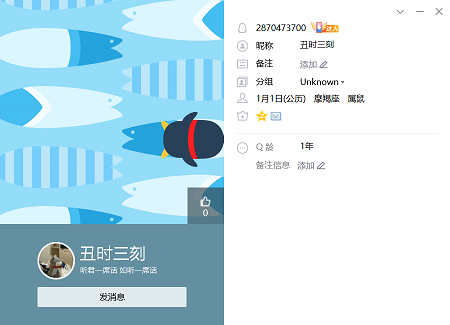 0
丑时三刻
听君一席话 如听一席话
发消息
2870473700 达人
昵称 丑时三刻
备注 添加
分组 Unknown
1月1日(公历) 摩羯座 属鼠
Q龄 1年
备注信息 添加